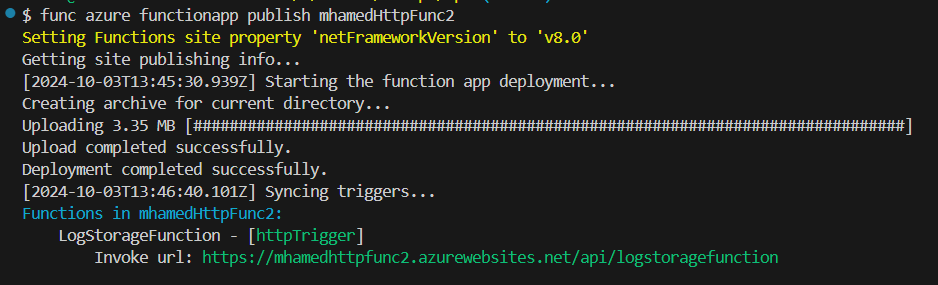 $ func azure functionapp publish mhamedHttpFunc2
Setting Functions site property 'netFrameworkVersion' to 'v8.0'
Getting site publishing info...
[2024-10-03T13:45:30.939Z] Starting the function app deployment...
Creating archive for current directory...
Uploading 3.35 MB [###############################################################################]
Upload completed successfully.
Deployment completed successfully.
[2024-10-03T13:46:40.101Z] Syncing triggers...
Functions in mhamedHttpFunc2:
    LogStorageFunction - [httpTrigger]
        Invoke url: https://mhamedhttpfunc2.azurewebsites.net/api/logstoragefunction